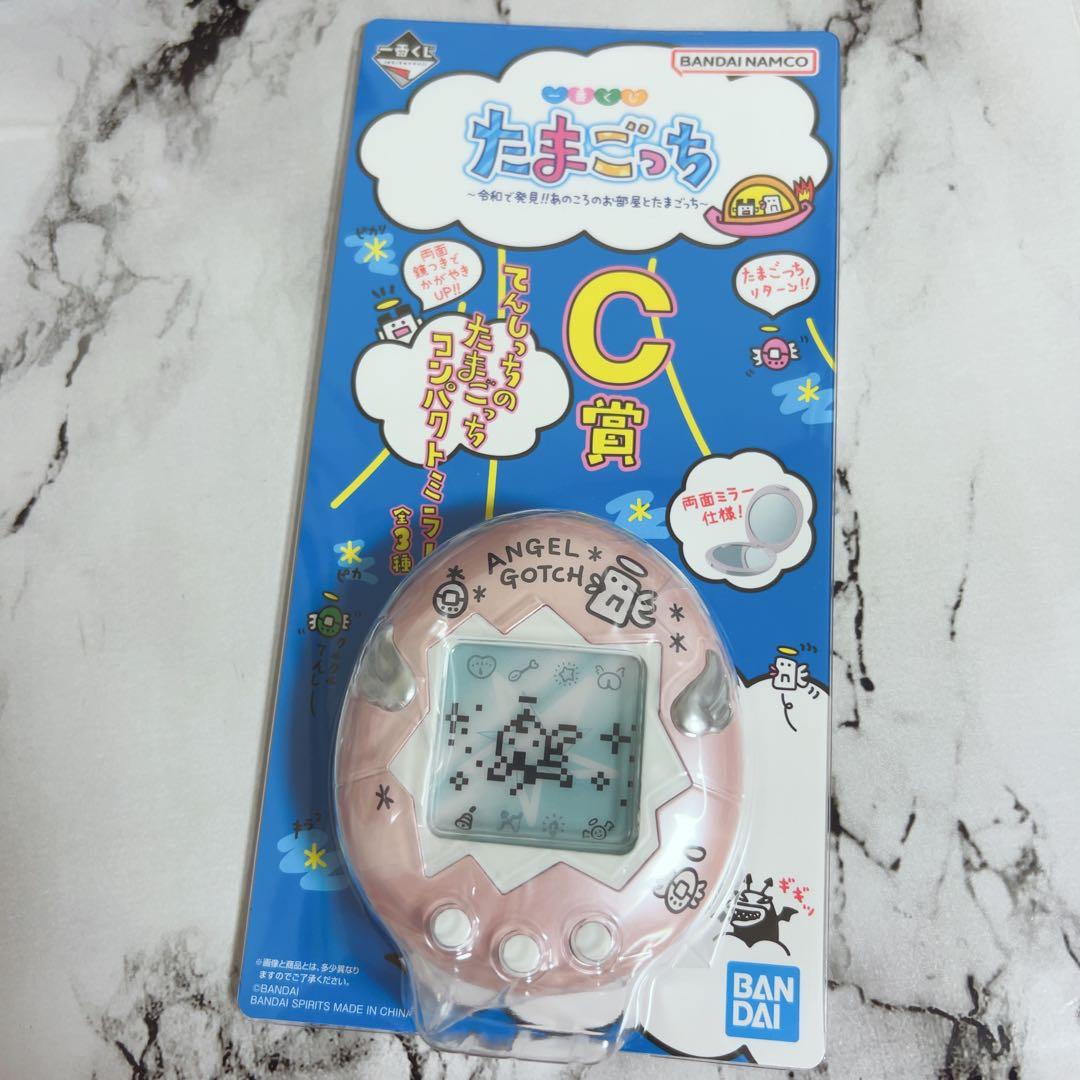 一番くじ
BANDAI NAMCO
一番くじ
たまごっち
～令和で発見!!あのころのお部屋とたまごっち～
ピカリ
両面
鏡つきで
かがやき
UP!!
たまごっち
リターン!!
C
賞
てんしっちの
たまごっち
コンパクトミラー
全3種
両面ミラー
仕様!
ピカ
ANGEL
GOTCH
キラ
ギギッ
※画像と商品とは、多少異なり
ますのでご了承ください。
©BANDAI
BANDAI SPIRITS MADE IN CHINA
BAN
DAI